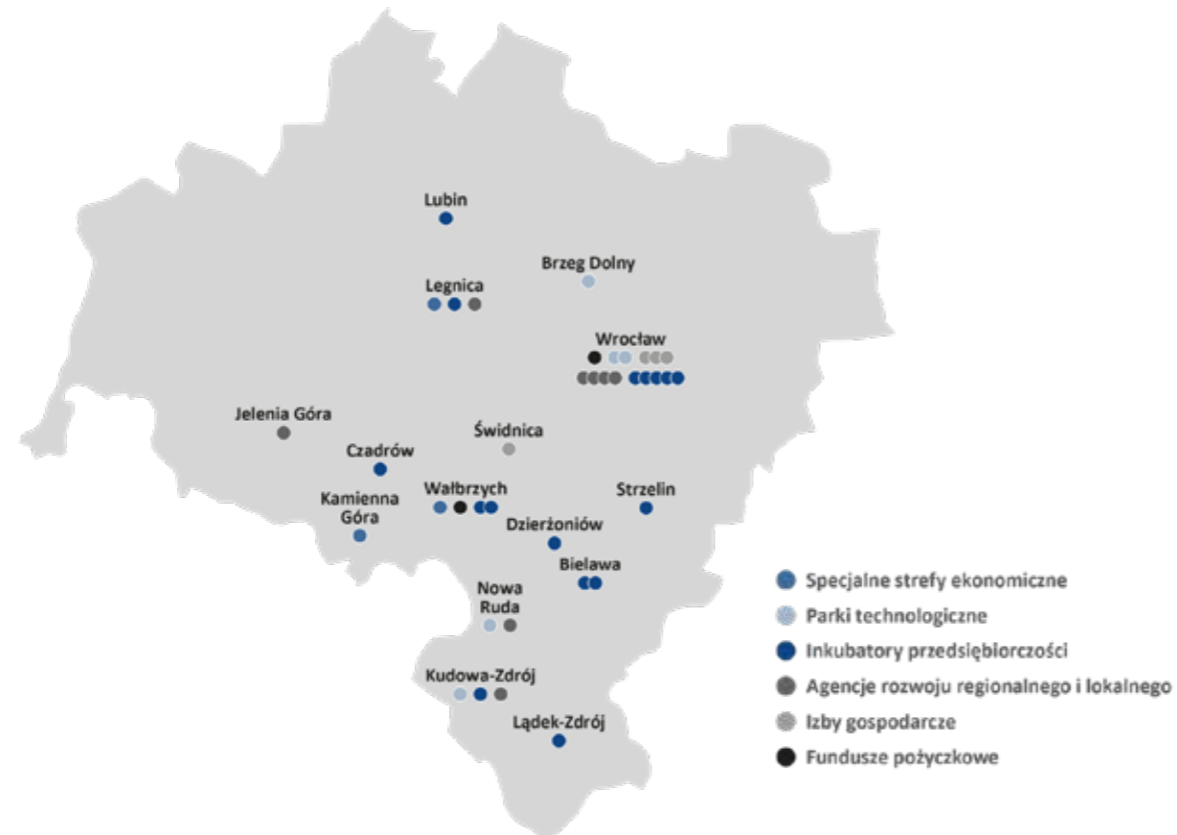 Lubin
Brzeg Dolny
Legnica
Wrocław
Jelenia Góra
Świdnica
Czadrów
Wałbrzych
Strzelin
Kamienna
Góra
Dzierżoniów
Bielawa
Nowa
Ruda
Kudowa-Zdrój
Lądek-Zdrój
Specjalne strefy ekonomiczne
Parki technologiczne
Inkubatory przedsiębiorczości
Agencje rozwoju regionalnego i lokalnego
Izby gospodarcze
Fundusze pożyczkowe